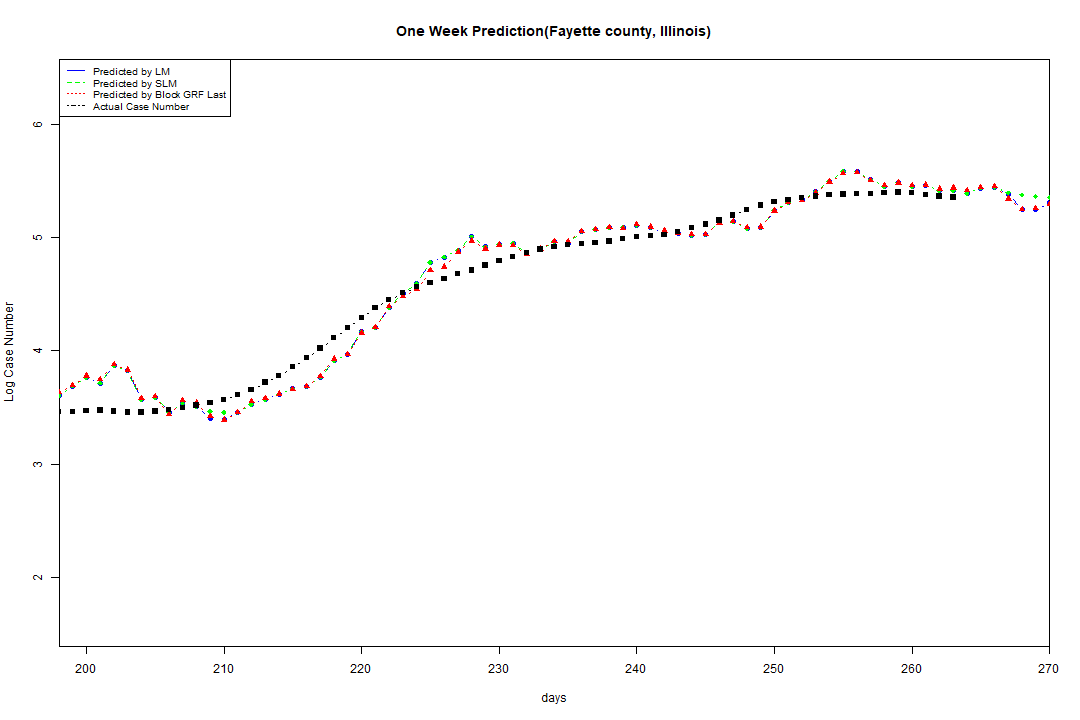 One Week Prediction(Fayette county, Illinois)
Predicted by LM
Predicted by SLM
Predicted by Block GRF Last
Actual Case Number
6
5
4
3
2
Log Case Number
200 210 220 230 240 250 260 270
days